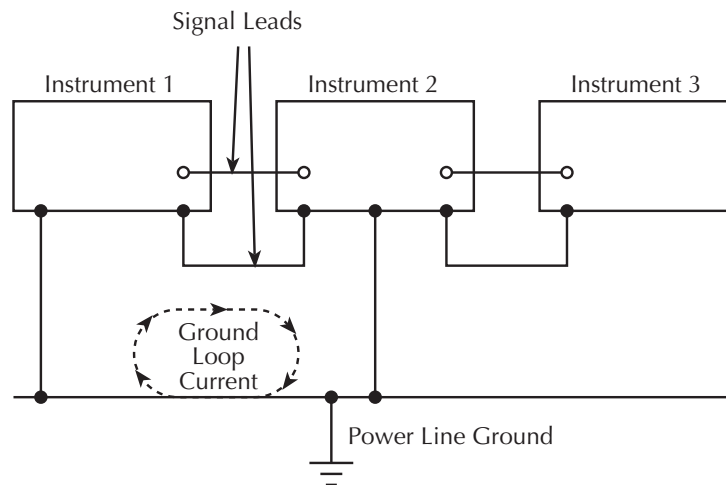 Signal Leads
Instrument 1
Instrument 2
Instrument 3
Ground
Loop
Current
Power Line Ground